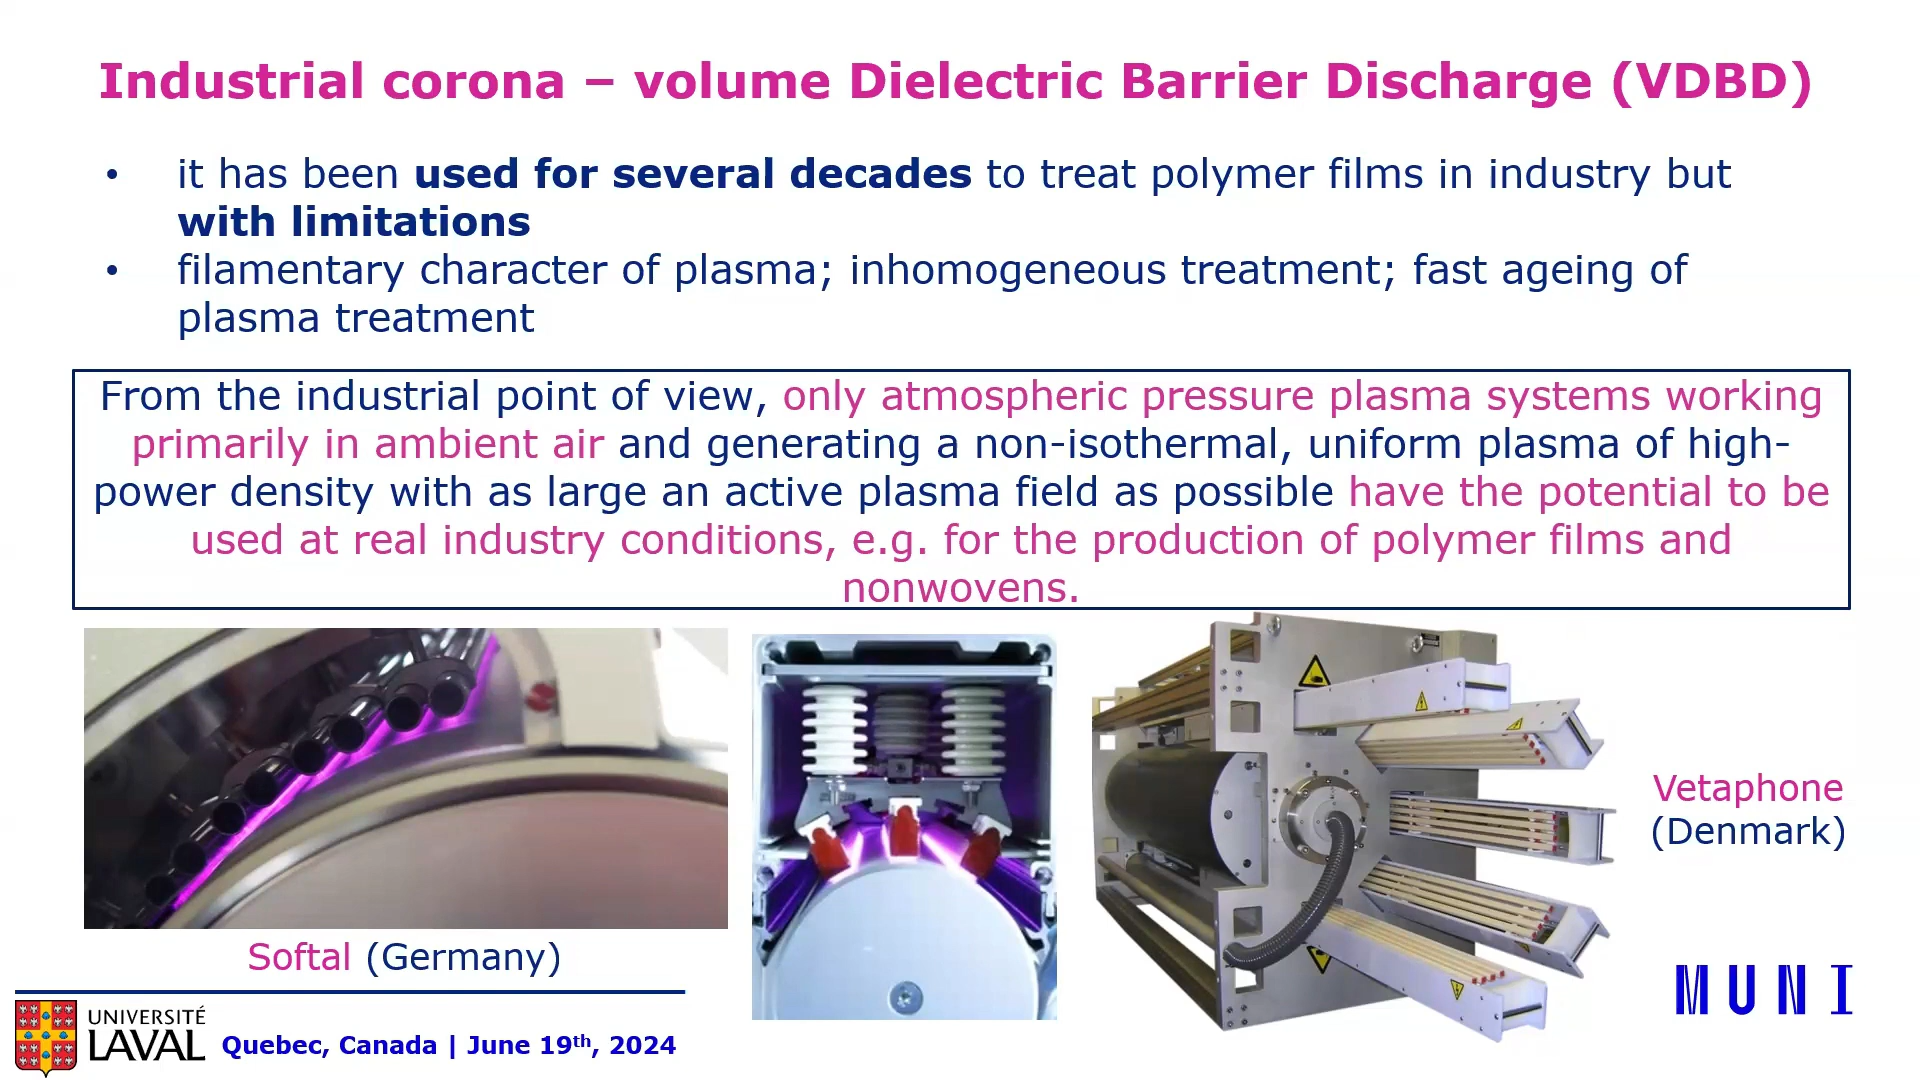 Industrial corona – volume Dielectric Barrier Discharge (VDBD)
• it has been used for several decades to treat polymer films in industry but
with limitations
• filamentary character of plasma; inhomogeneous treatment; fast ageing of
plasma treatment
From the industrial point of view, only atmospheric pressure plasma systems working
primarily in ambient air and generating a non-isothermal, uniform plasma of high-
power density with as large an active plasma field as possible have the potential to be
used at real industry conditions, e.g. for the production of polymer films and
nonwovens.
Vetaphone
(Denmark)
Softal (Germany)
UNIVERSITÉ
LAVAL
Quebec, Canada | June 19th, 2024
MUNI